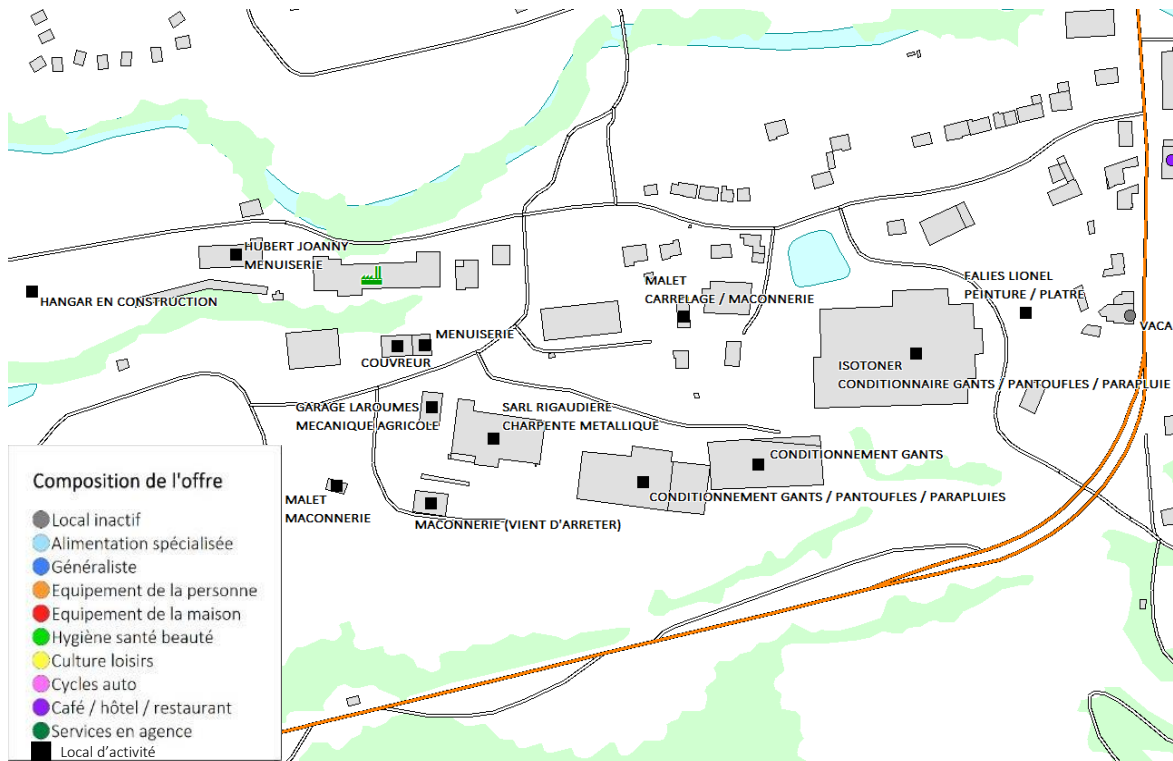 HUBERT JOANNY
MENUISERIE
HANGAR EN CONSTRUCTION
MALET
CARRELAGE / MACONNERIE
FALIES LIONEL
PEINTURE / PLATRE
VACA
MENUISERIE
COUVREUR
ISOTONER
CONDITIONNAIRE GANTS / PANTOUFLES / PARAPLUIE
GARAGE LAROUMES
MECANIQUE AGRICOLE
SARL RIGAUDIERE
CHARPENTE METALLIQUE
CONDITIONNEMENT GANTS
CONDITIONNEMENT GANTS / PANTOUFLES / PARAPLUIES
MALET
MACONNERIE
MACONNERIE (VIENT D'ARRETER)
Composition de l'offre
Local inactif
Alimentation spécialisée
Généraliste
Equipement de la personne
Equipement de la maison
Hygiène santé beauté
Culture loisirs
Cycles auto
Café / hôtel / restaurant
Services en agence
Local d'activité